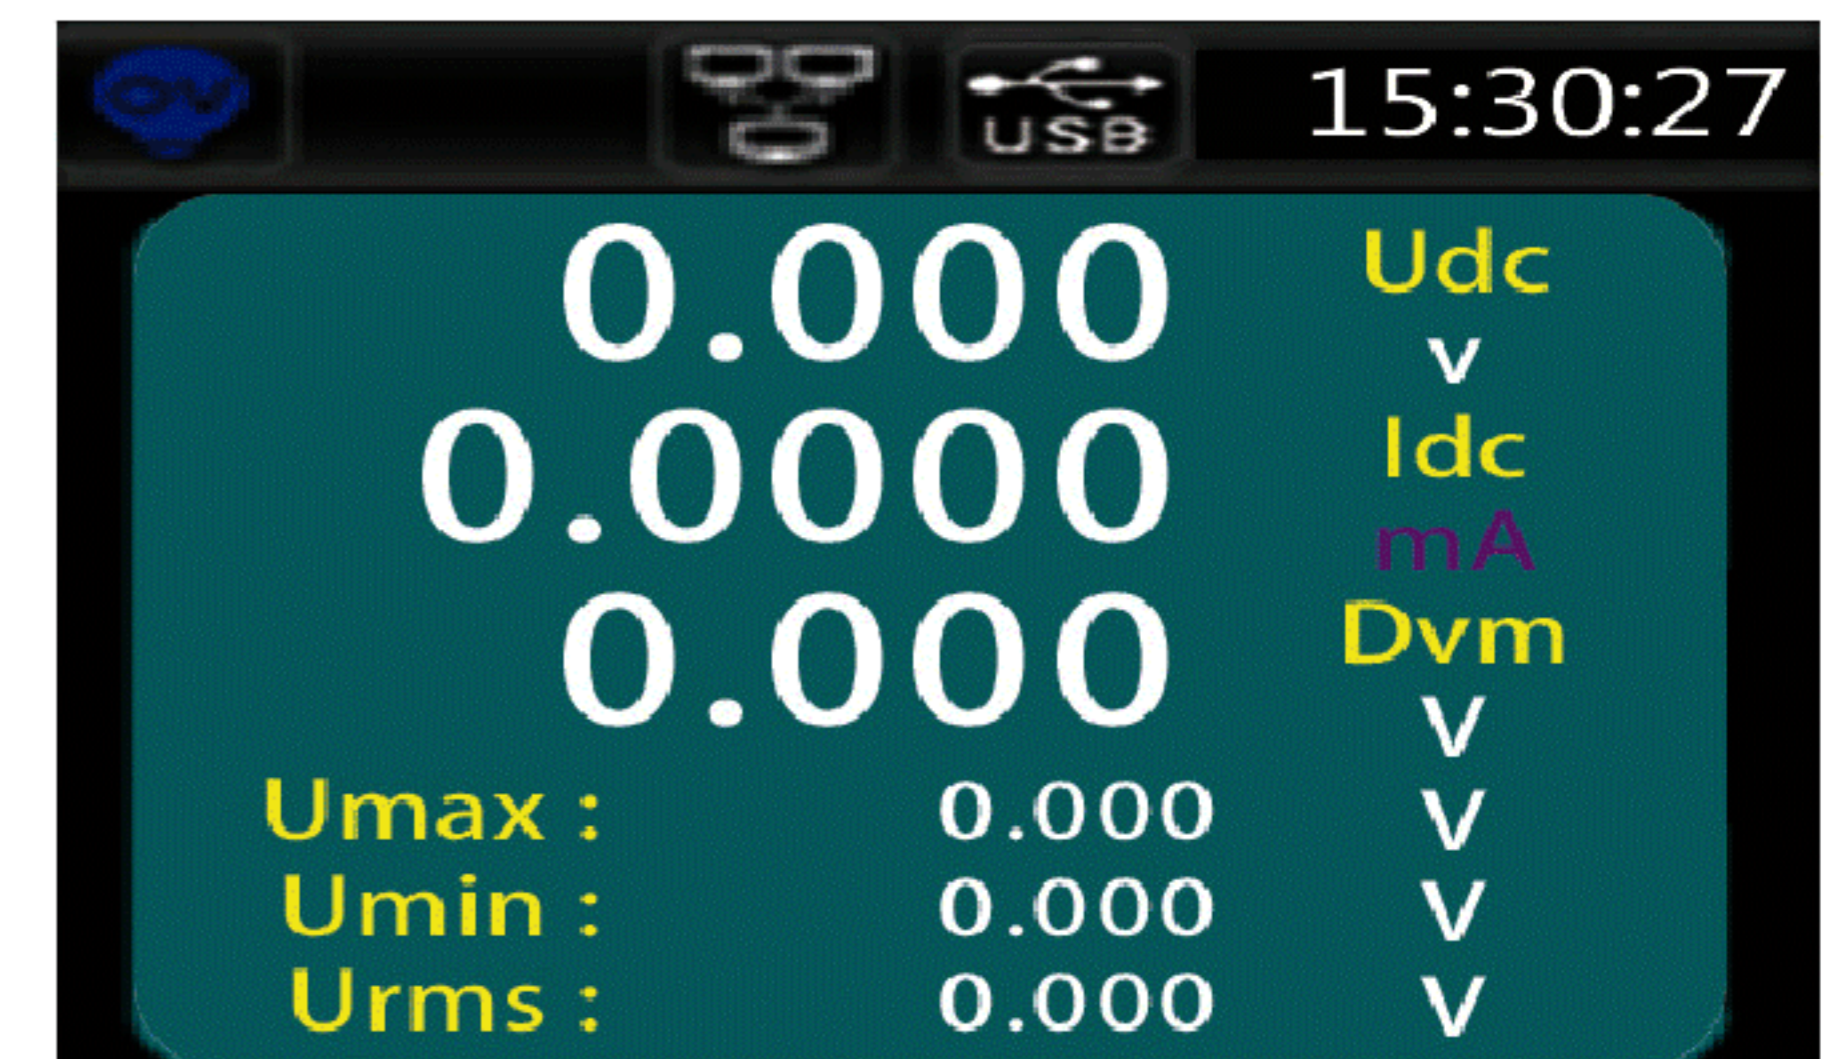 OV
USB 15:30:27
0.000 Udc
v
0.0000 Idc
mA
0.000 Dvm
V
Umax : 0.000 V
Umin : 0.000 V
Urms : 0.000 V